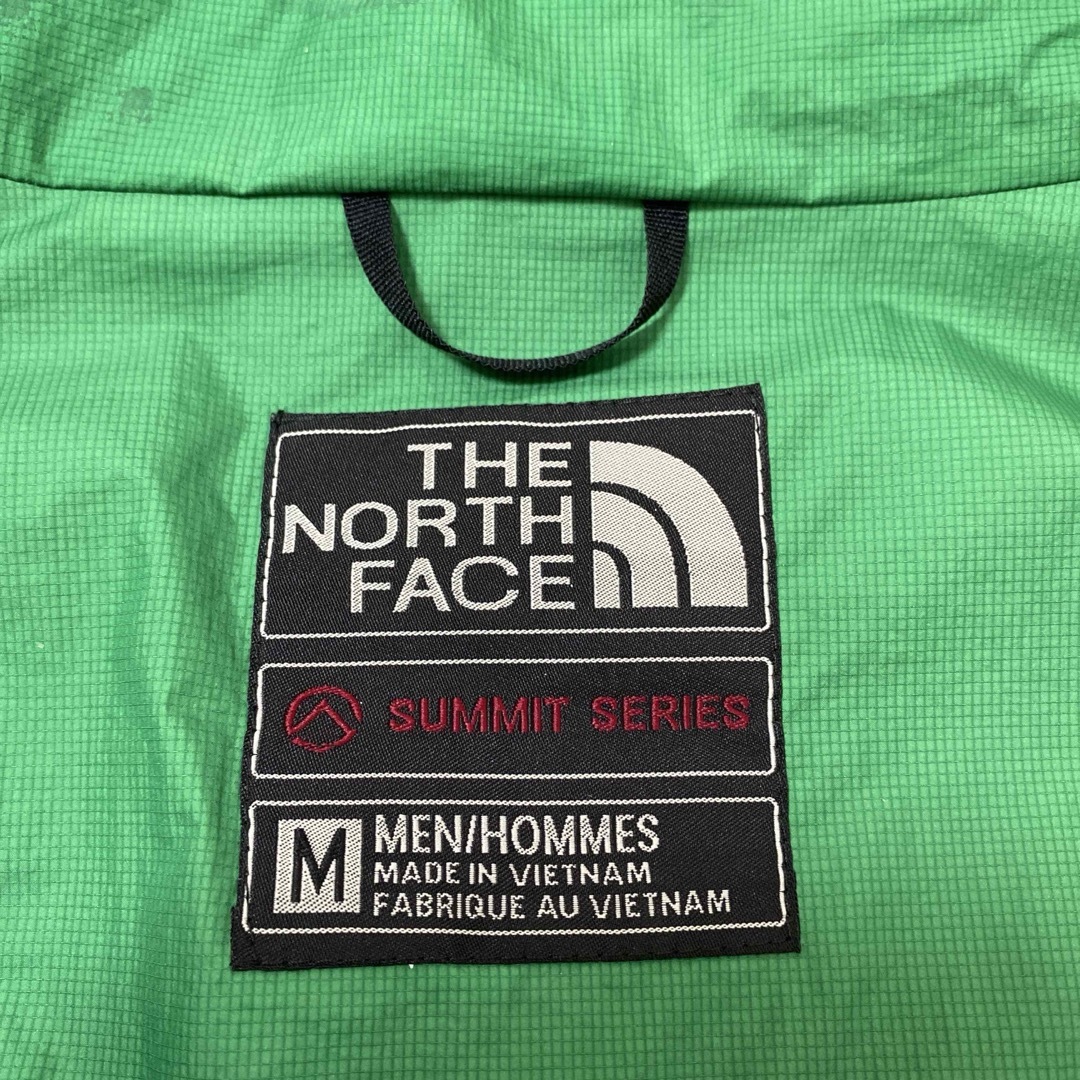 THE
NORTH
FACE
SUMMIT SERIES
M
MEN/HOMMES
MADE IN VIETNAM
FABRIQUE AU VIETNAM